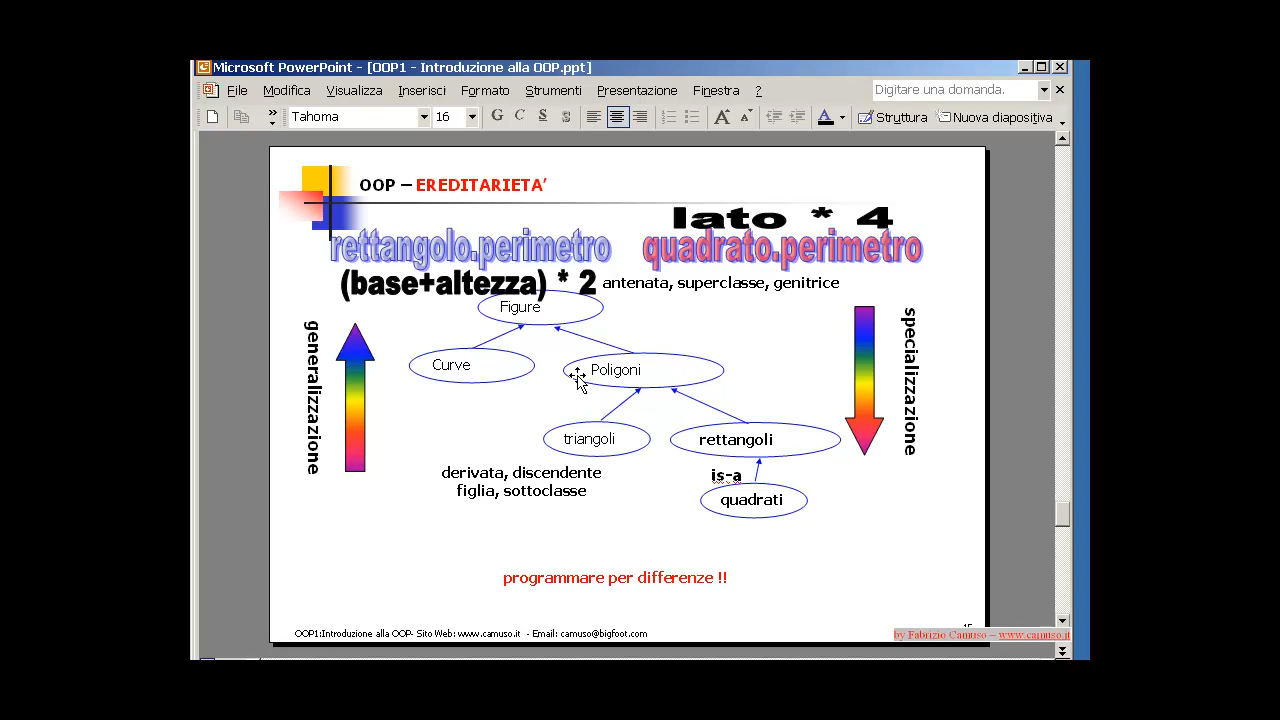 Microsoft PowerPoint - [OOP1 - Introduzione alla OOP.ppt]
File Modifica Visualizza Inserisci Formato Strumenti Presentazione Finestra ? Digitare una domanda.
Tahoma 16 G C S S A A A Struttura Nuova diapositiva
OOP – EREDITARIETA’
lato * 4
rettangolo.perimetro quadrato.perimetro
(base+altezza) * 2
antenata, superclasse, genitrice
Figure
generalizzazione
specializzazione
Curve
Poligoni
triangoli
rettangoli
derivata, discendente
figlia, sottoclasse
is-a
quadrati
programmare per differenze !!
OOP1:Introduzione alla OOP- Sito Web: www.camuso.it - Email: camuso@bigfoot.com
by Fabrizio Camuso – www.camuso.it